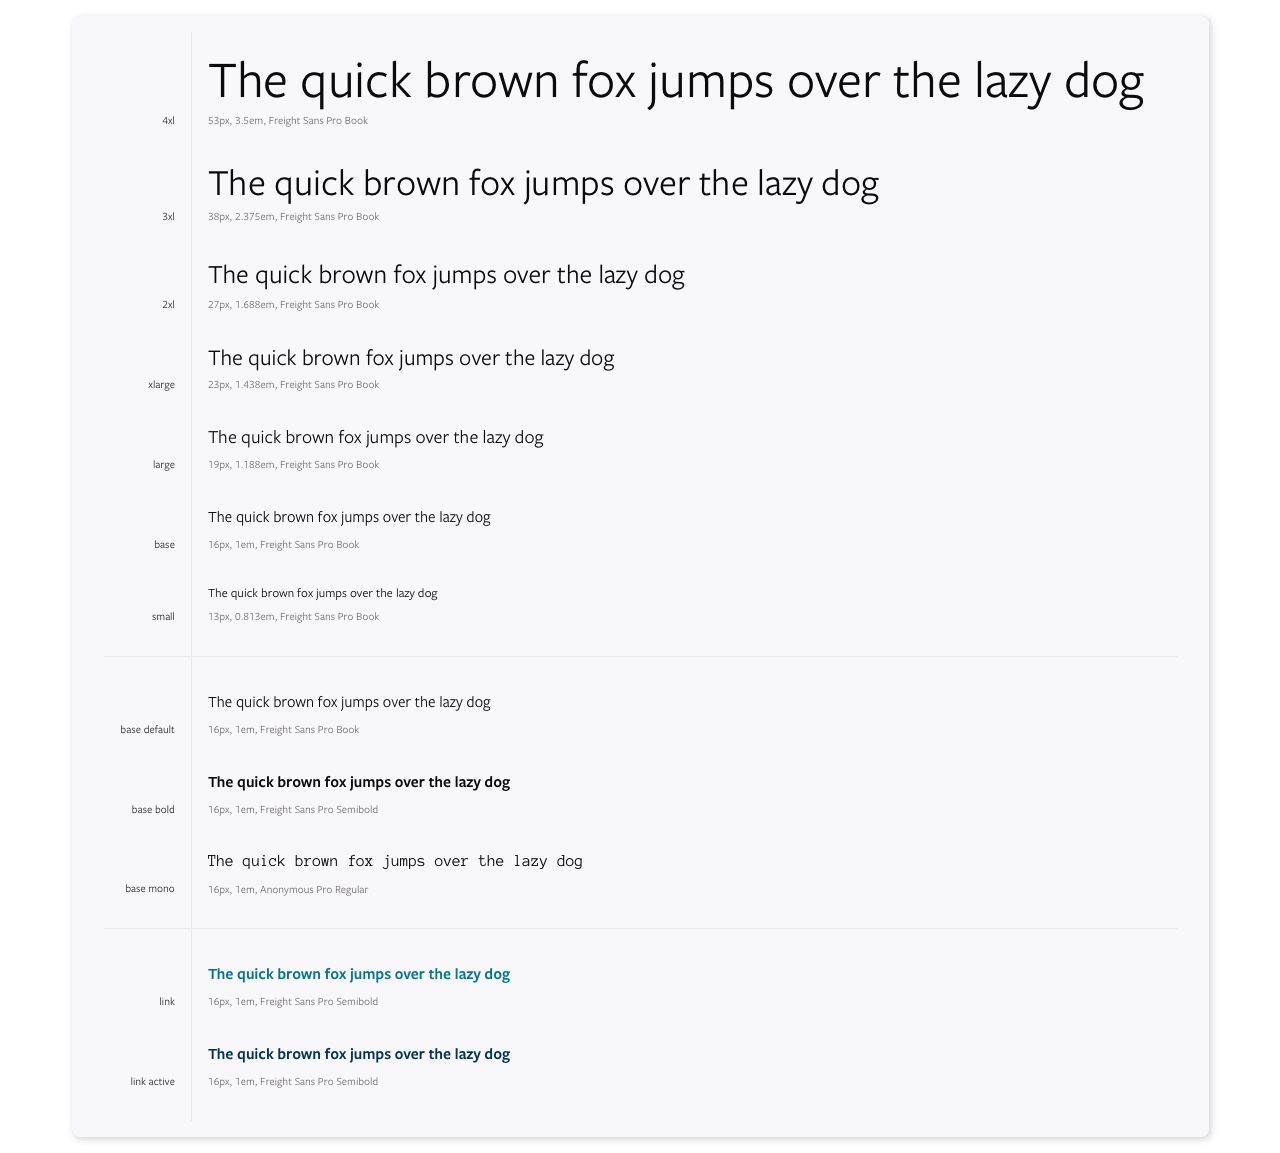 The quick brown fox jumps over the lazy dog
4xl 53px, 3.5em, Freight Sans Pro Book
The quick brown fox jumps over the lazy dog
3xl 38px, 2.375em, Freight Sans Pro Book
The quick brown fox jumps over the lazy dog
2xl 27px, 1.688em, Freight Sans Pro Book
The quick brown fox jumps over the lazy dog
xlarge 23px, 1.438em, Freight Sans Pro Book
The quick brown fox jumps over the lazy dog
large 19px, 1.188em, Freight Sans Pro Book
The quick brown fox jumps over the lazy dog
base 16px, 1em, Freight Sans Pro Book
The quick brown fox jumps over the lazy dog
small 13px, 0.813em, Freight Sans Pro Book
The quick brown fox jumps over the lazy dog
base default 16px, 1em, Freight Sans Pro Book
The quick brown fox jumps over the lazy dog
base bold 16px, 1em, Freight Sans Pro Semibold
The quick brown fox jumps over the lazy dog
base mono 16px, 1em, Anonymous Pro Regular
The quick brown fox jumps over the lazy dog
link 16px, 1em, Freight Sans Pro Semibold
The quick brown fox jumps over the lazy dog
link active 16px, 1em, Freight Sans Pro Semibold